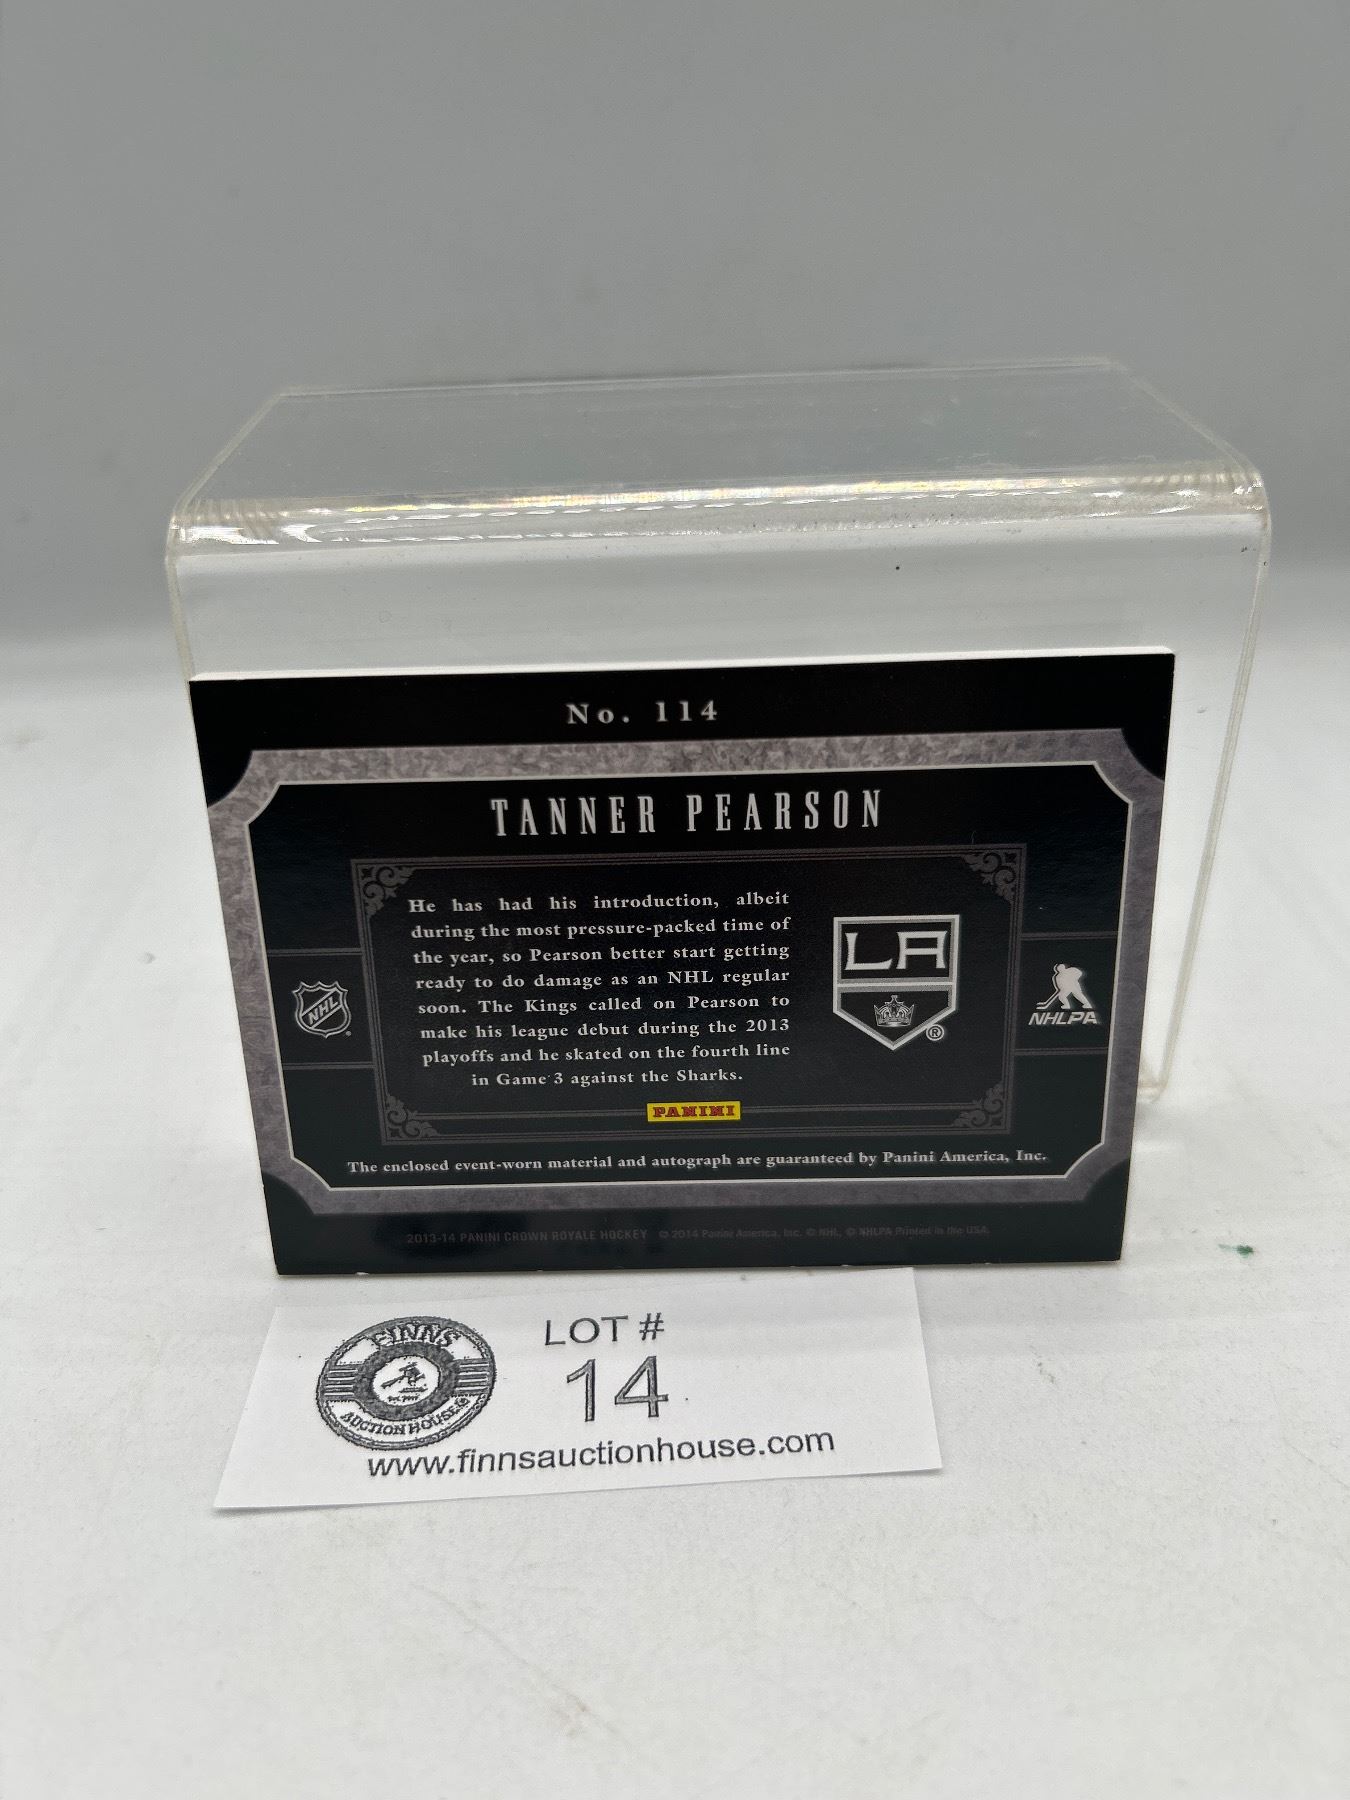 No. 114
TANNER PEARSON
He has had his introduction, albeit
during the most pressure-packed time of
the year, so Pearson better start getting
ready to do damage as an NHL regular
soon. The Kings called on Pearson to
make his league debut during the 2013
playoffs and he skated on the fourth line
in Game 3 against the Sharks.
LA
®
NHL
NHLPA
PANINI
The enclosed event-worn material and autograph are guaranteed by Panini America, Inc.
2013-14 PANINI CROWN ROYALE HOCKEY © 2014 Panini America, Inc. © NHL. © NHLPA Printed in the USA.
FINNS
AUCTION HOUSE
LOT #
14
www.finnsauctionhouse.com